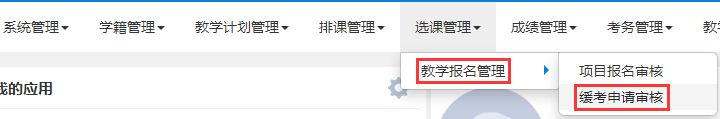 系统管理 学籍管理 教学计划管理 排课管理 选课管理 成绩管理 考务管理
教学报名管理 项目报名审核
我的应用 缓考申请审核